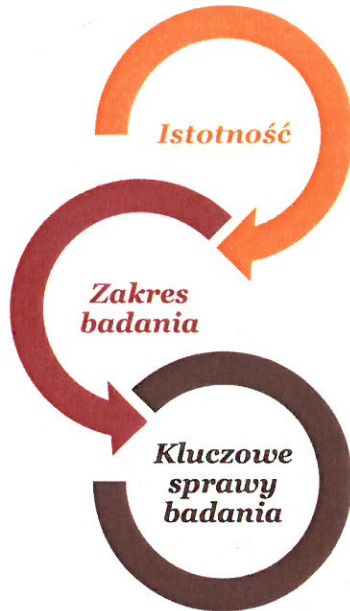 Istotność
Zakres
badania
Kluczowe
sprawy
badania